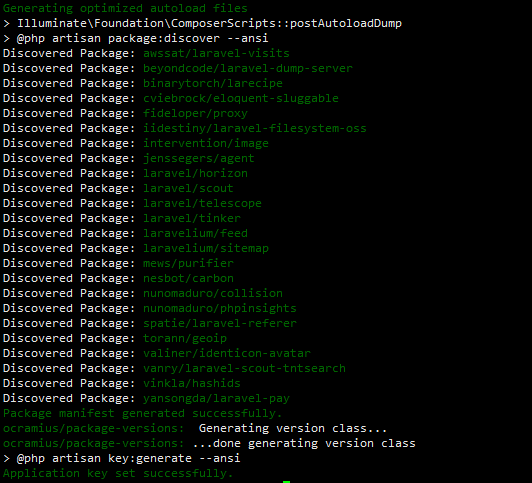 Generating optimized autoload files
> Illuminate\Foundation\ComposerScripts::postAutoloadDump
> @php artisan package:discover --ansi
Discovered Package: awssat/laravel-visits
Discovered Package: beyondcode/laravel-dump-server
Discovered Package: binarytorch/larecipe
Discovered Package: cviebrock/eloquent-sluggable
Discovered Package: fideloper/proxy
Discovered Package: iidestiny/laravel-filesystem-oss
Discovered Package: intervention/image
Discovered Package: jenssegers/agent
Discovered Package: laravel/horizon
Discovered Package: laravel/scout
Discovered Package: laravel/telescope
Discovered Package: laravel/tinker
Discovered Package: laravelium/feed
Discovered Package: laravelium/sitemap
Discovered Package: mews/purifier
Discovered Package: nesbot/carbon
Discovered Package: nunomaduro/collision
Discovered Package: nunomaduro/phpinsights
Discovered Package: spatie/laravel-referer
Discovered Package: torann/geoip
Discovered Package: valiner/identicon-avatar
Discovered Package: vanry/laravel-scout-tntsearch
Discovered Package: vinkla/hashids
Discovered Package: yansongda/laravel-pay
Package manifest generated successfully.
ocramius/package-versions:  Generating version class...
ocramius/package-versions: ...done generating version class
> @php artisan key:generate --ansi
Application key set successfully.